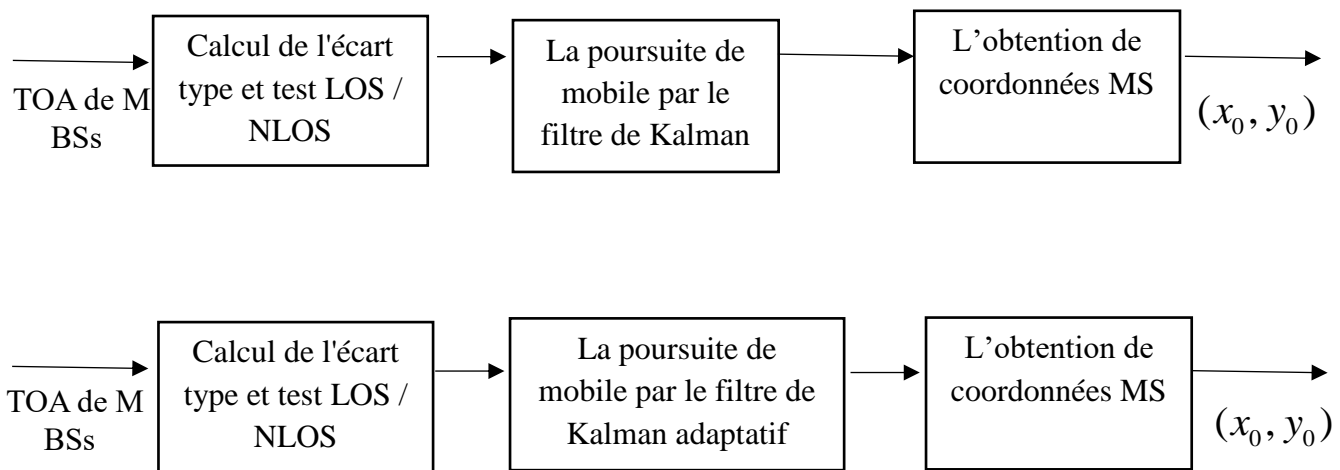 TOA de M
BSs
Calcul de l'écart
type et test LOS /
NLOS
La poursuite de
mobile par le
filtre de Kalman
L’obtention de
coordonnées MS
(x₀, y₀)
TOA de M
BSs
Calcul de l'écart
type et test LOS /
NLOS
La poursuite de
mobile par le filtre de
Kalman adaptatif
L’obtention de
coordonnées MS
(x₀, y₀)